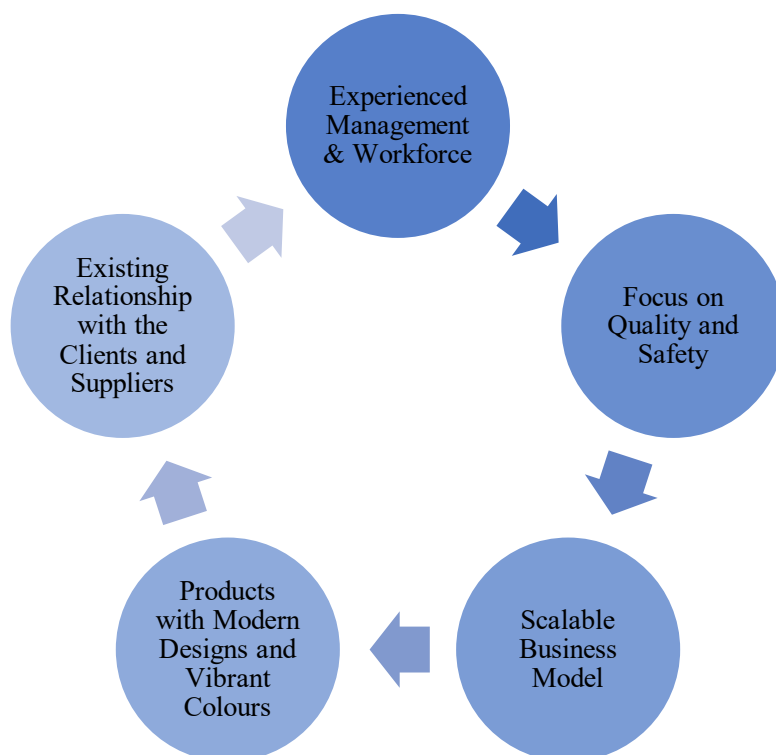 Experienced
Management
& Workforce
Focus on
Quality and
Safety
Scalable
Business
Model
Products
with Modern
Designs and
Vibrant
Colours
Existing
Relationship
with the
Clients and
Suppliers